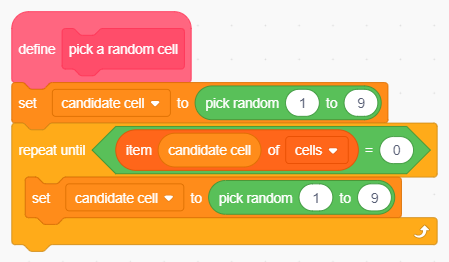 define pick a random cell
set candidate cell to pick random 1 to 9
repeat until item candidate cell of cells = 0
set candidate cell to pick random 1 to 9